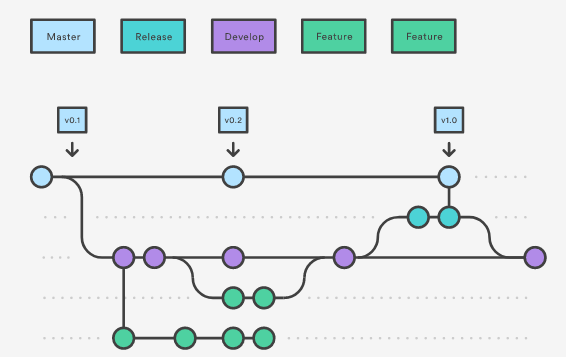 Master
Release
Develop
Feature
Feature
v0.1
v0.2
v1.0